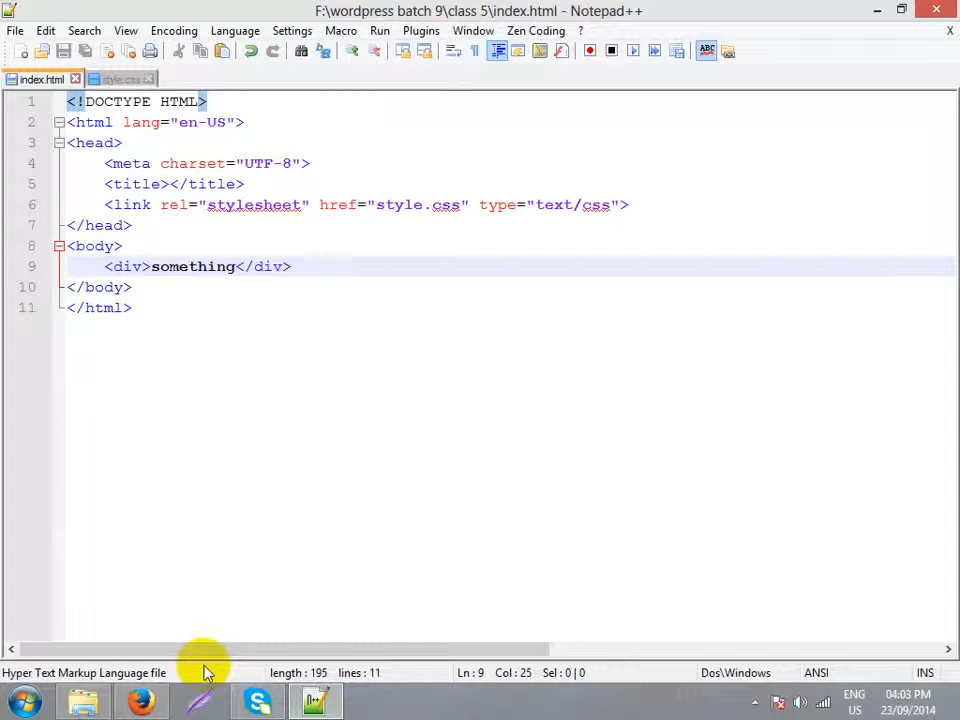 F:\wordpress batch 9\class 5\index.html - Notepad++
File Edit Search View Encoding Language Settings Macro Run Plugins Window Zen Coding ? X
ABC
index.html style.css
1 <!DOCTYPE HTML>
2 <html lang="en-US">
3 <head>
4 <meta charset="UTF-8">
5 <title></title>
6 <link rel="stylesheet" href="style.css" type="text/css">
7 </head>
8 <body>
9 <div>something</div>
10 </body>
11 </html>
Hyper Text Markup Language file length : 195 lines : 11 Ln : 9 Col : 25 Sel : 0 | 0 Dos\Windows ANSI INS
ENG 04:03 PM
US 23/09/2014